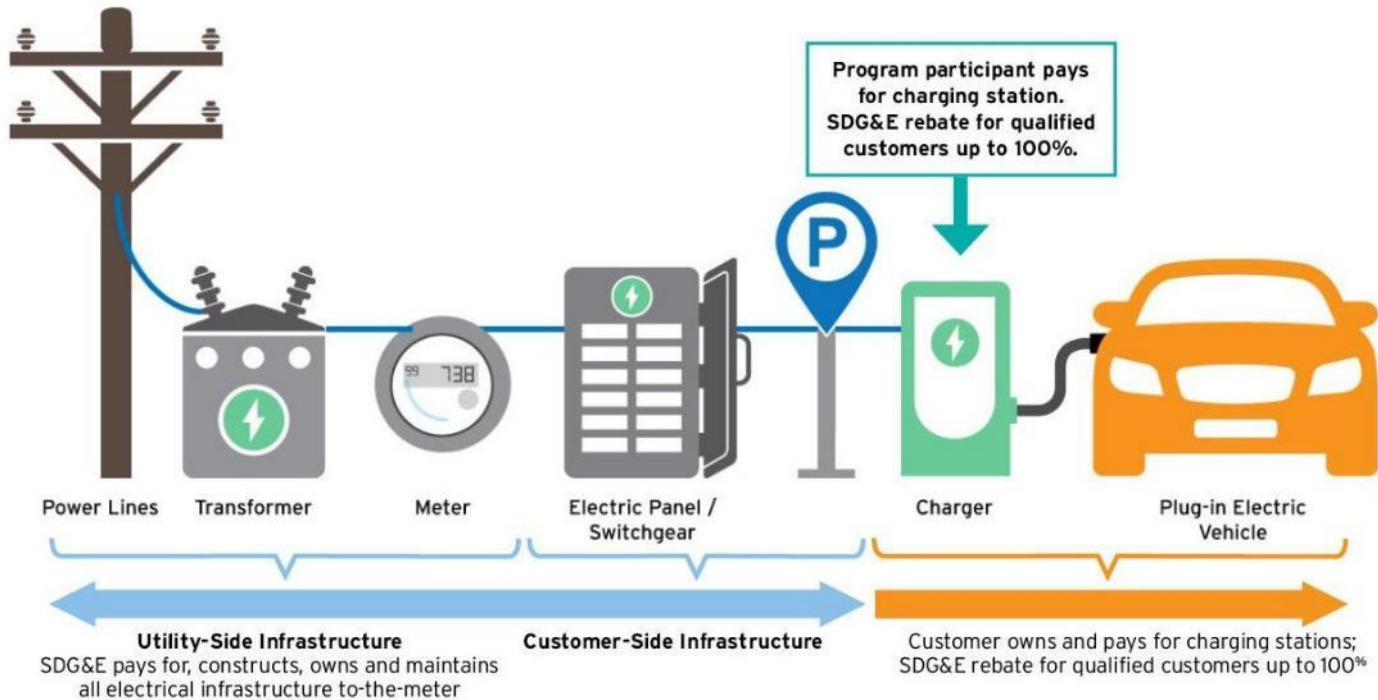 Program participant pays
for charging station.
SDG&E rebate for qualified
customers up to 100%.
P
99 738
Power Lines
Transformer
Meter
Electric Panel /
Switchgear
Charger
Plug-in Electric
Vehicle
Utility-Side Infrastructure
SDG&E pays for, constructs, owns and maintains
all electrical infrastructure to-the-meter
Customer-Side Infrastructure
Customer owns and pays for charging stations;
SDG&E rebate for qualified customers up to 100%